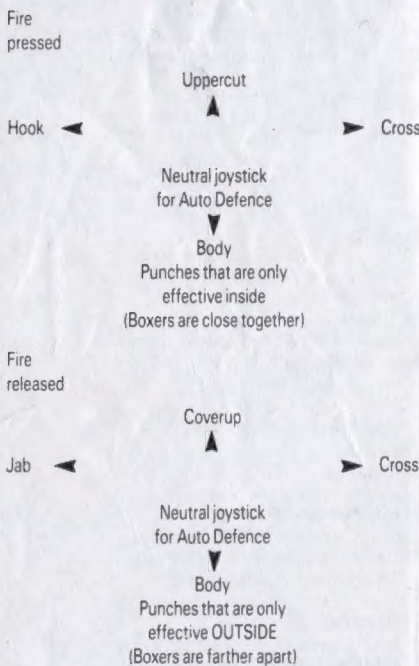 Fire
pressed
Uppercut
Hook Cross
Neutral joystick
for Auto Defence
Body
Punches that are only
effective inside
(Boxers are close together)
Fire
released
Coverup
Jab Cross
Neutral joystick
for Auto Defence
Body
Punches that are only
effective OUTSIDE
(Boxers are farther apart)